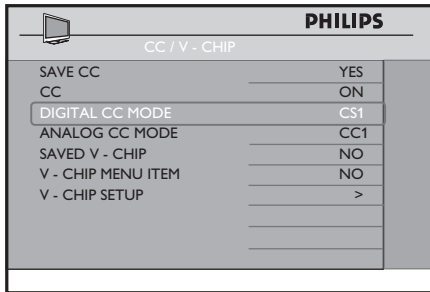 PHILIPS
CC / V - CHIP
SAVE CC YES
CC ON
DIGITAL CC MODE CS1
ANALOG CC MODE CC1
SAVED V - CHIP NO
V - CHIP MENU ITEM NO
V - CHIP SETUP >